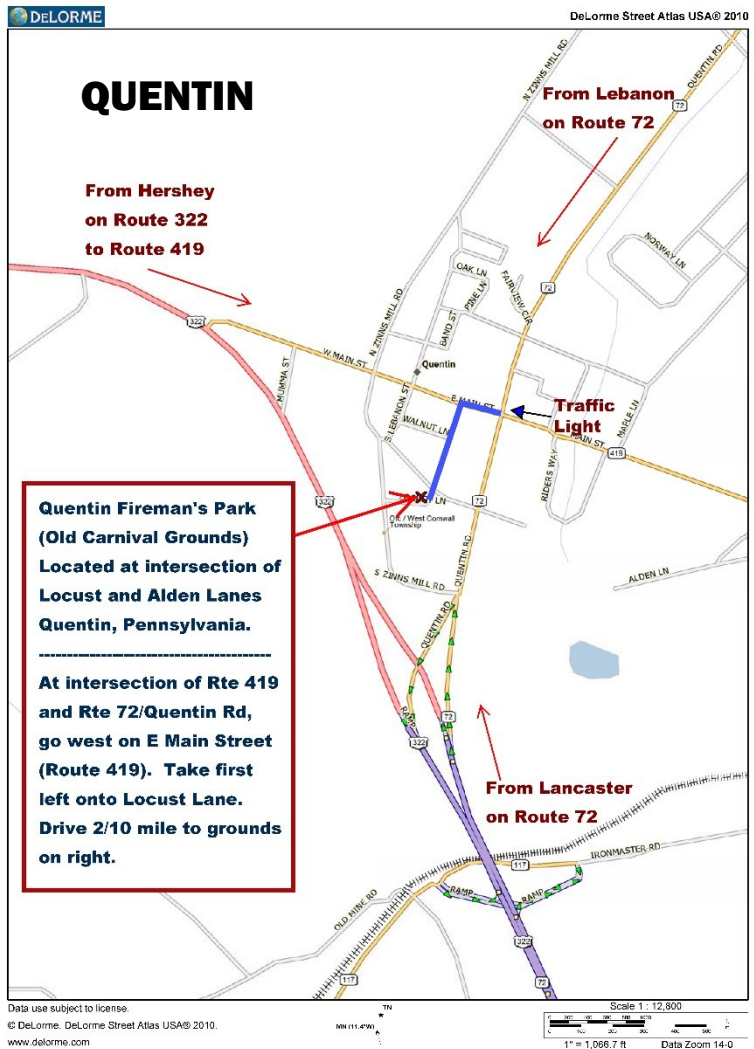 DELORME
DeLorme Street Atlas USA® 2010
QUENTIN
From Lebanon
on Route 72
From Hershey
on Route 322
to Route 419
N ZINNS MILL RD
QUENTIN RD
72
NORWAY LN
OAK LN
PINE LN
FAIRVIEW CIR
72
BAND ST
N ZINNS MILL RD
322
W MAIN ST
MUMMA ST
Quentin
S LEBANON ST
E MAIN ST
Traffic
Light
WALNUT LN
MAIN ST
MAPLE LN
419
RIDERS WAY
322
LN
72
Qtr / West Cornwall
Township
S ZINNS MILL RD
QUENTIN RD
ALDEN LN
QUENTIN RD
Quentin Fireman's Park
(Old Carnival Grounds)
Located at intersection of
Locust and Alden Lanes
Quentin, Pennsylvania.
-------------------------------------------
At intersection of Rte 419
and Rte 72/Quentin Rd,
go west on E Main Street
(Route 419).  Take first
left onto Locust Lane.
Drive 2/10 mile to grounds
on right.
RAMP
72
322
From Lancaster
on Route 72
IRONMASTER RD
117
RAMP
RAMP
OLD MINE RD
322
117
72
Data use subject to license.
© DeLorme. DeLorme Street Atlas USA® 2010.
www.delorme.com
TN
MN (11.4°W)
Scale 1 : 12,800
1" = 1,066.7 ft
Data Zoom 14-0